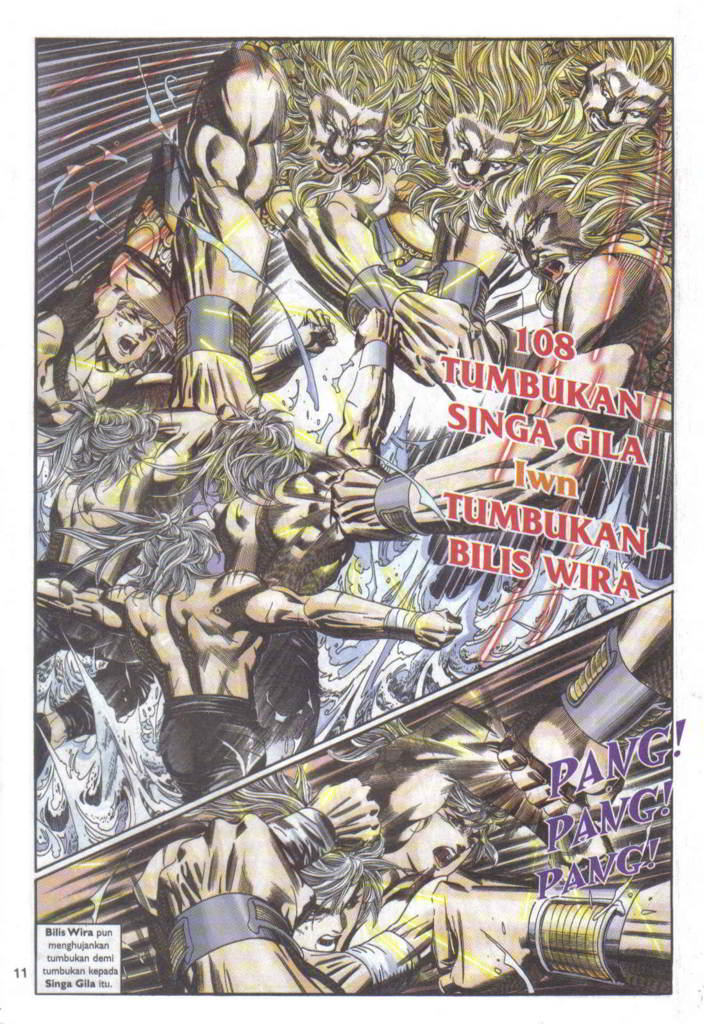 108
TUMBUKAN
SINGA GILA
lwn
TUMBUKAN
BILIS WIRA
PANG!
PANG!
PANG!
Bilis Wira pun
menghujankan
tumbukan demi
tumbukan kepada
Singa Gila itu.
11